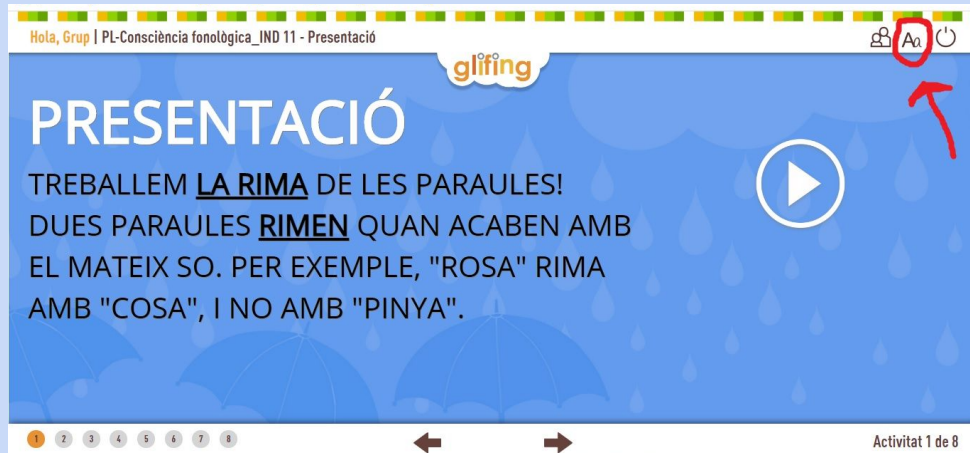 Hola, Grup | PL-Consciència fonològica_IND 11 - Presentació
Aa
glifing
PRESENTACIÓ
TREBALLEM LA RIMA DE LES PARAULES!
DUES PARAULES RIMEN QUAN ACABEN AMB
EL MATEIX SO. PER EXEMPLE, "ROSA" RIMA
AMB "COSA", I NO AMB "PINYA".
1 2 3 4 5 6 7 8
Activitat 1 de 8